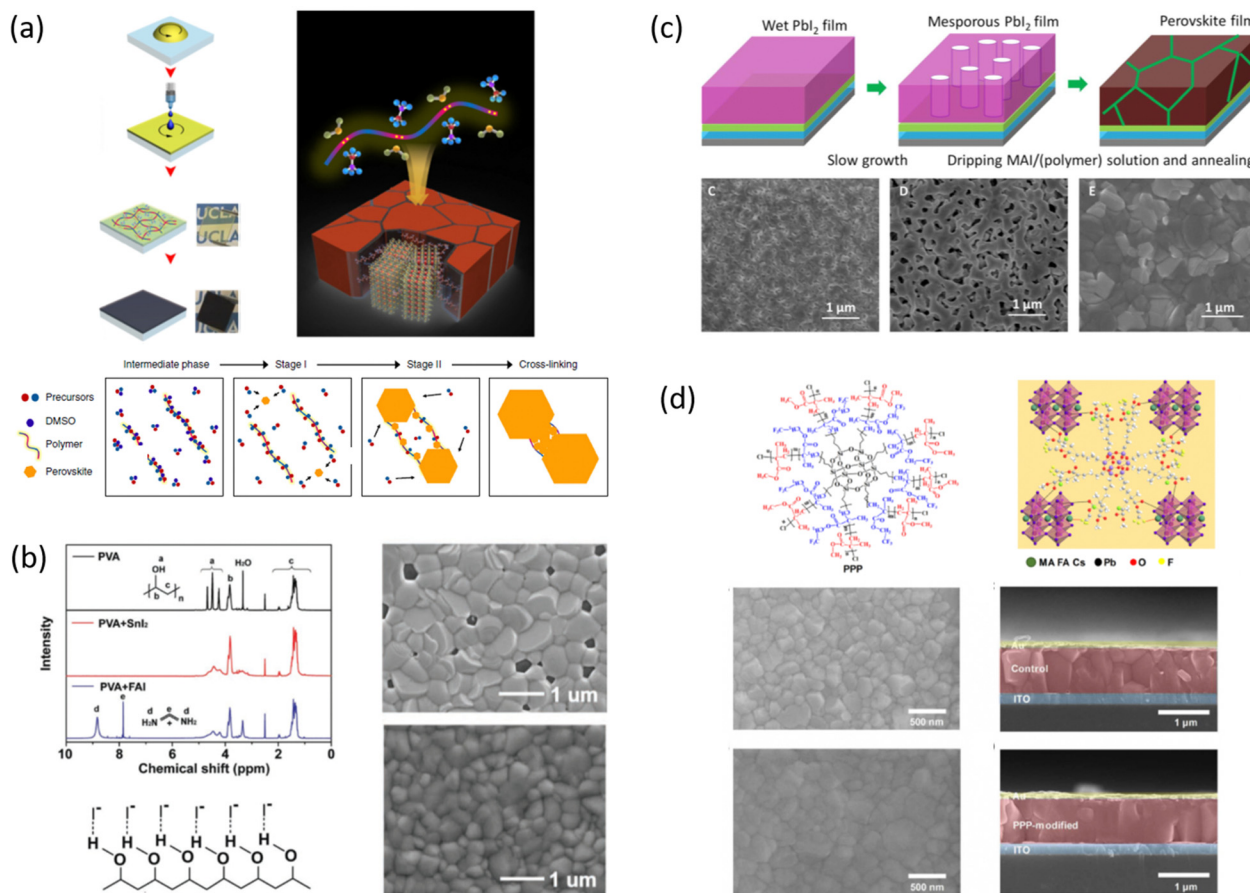 (a)
UCLA
UCLA
Intermediate phase
Stage I
Stage II
Cross-linking
Precursors
DMSO
Polymer
Perovskite
(b)
PVA
a
OH
c
b
n
a
b
H₂O
c
PVA+SnI₂
PVA+FAI
d
e
d
e
d
H₂N
NH₂
+
Intensity
10
8
6
4
2
0
Chemical shift (ppm)
I⁻ I⁻ I⁻ I⁻ I⁻ I⁻
H H H H H H
O O O O O O
1 um
1 um
(c)
Wet PbI₂ film
Mesporous PbI₂ film
Perovskite film
Slow growth
Dripping MAI/(polymer) solution and annealing
C
1 µm
D
1 µm
E
1 µm
(d)
PPP
MA FA Cs
Pb
O
F
500 nm
Au
Control
ITO
1 µm
500 nm
Au
PPP-modified
ITO
1 µm